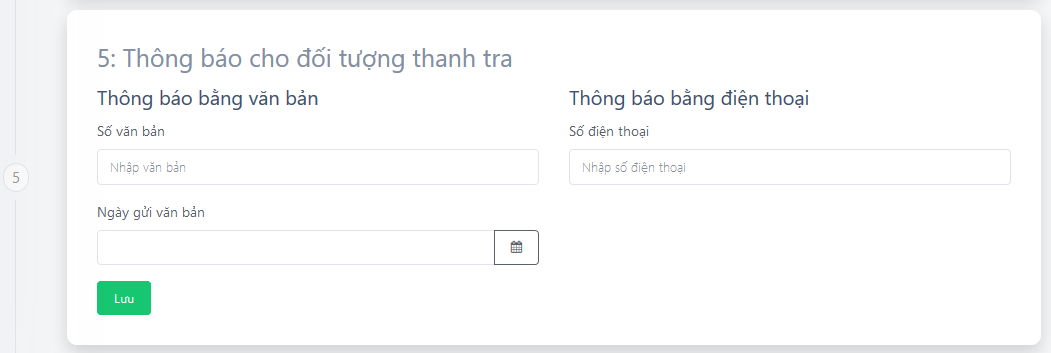 5: Thông báo cho đối tượng thanh tra
Thông báo bằng văn bản
Số văn bản
Nhập văn bản
Ngày gửi văn bản
Lưu
Thông báo bằng điện thoại
Số điện thoại
Nhập số điện thoại
5